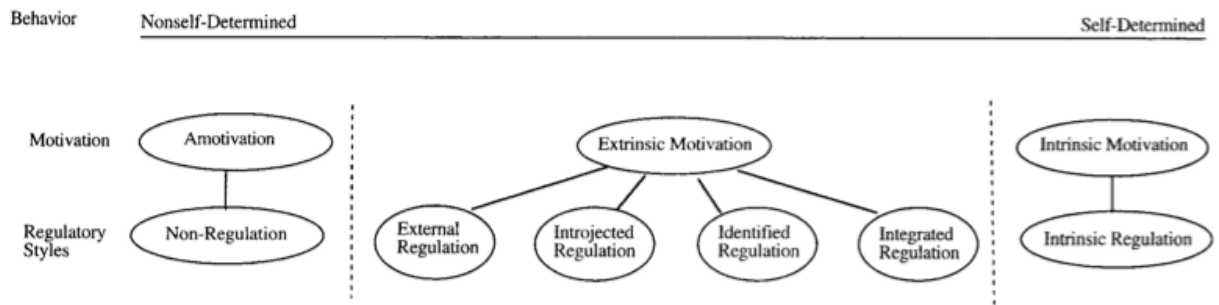 Behavior Nonself-Determined Self-Determined
Motivation Amotivation Extrinsic Motivation Intrinsic Motivation
Regulatory
Styles
Non-Regulation
External
Regulation
Introjected
Regulation
Identified
Regulation
Integrated
Regulation
Intrinsic Regulation